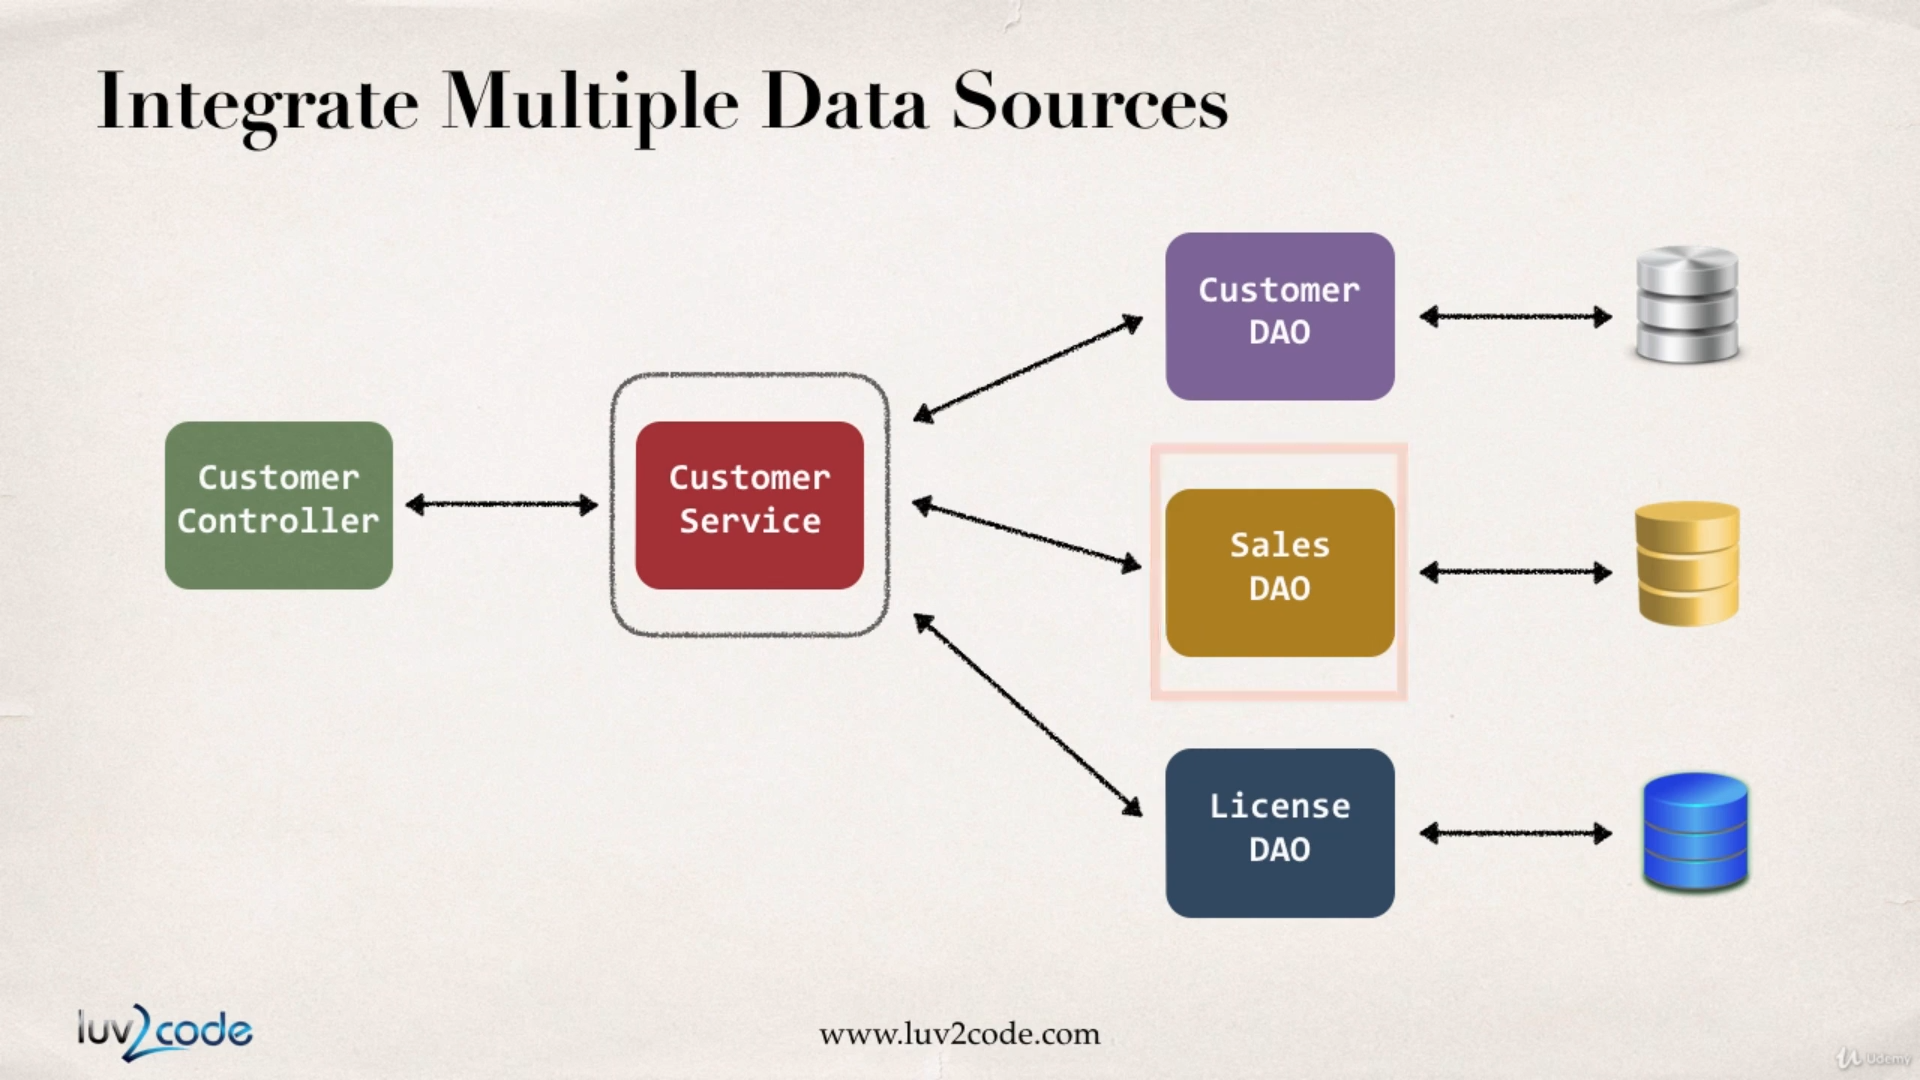 Integrate Multiple Data Sources
Customer
DAO
Customer
Controller
Customer
Service
Sales
DAO
License
DAO
luv2code
www.luv2code.com
Udemy